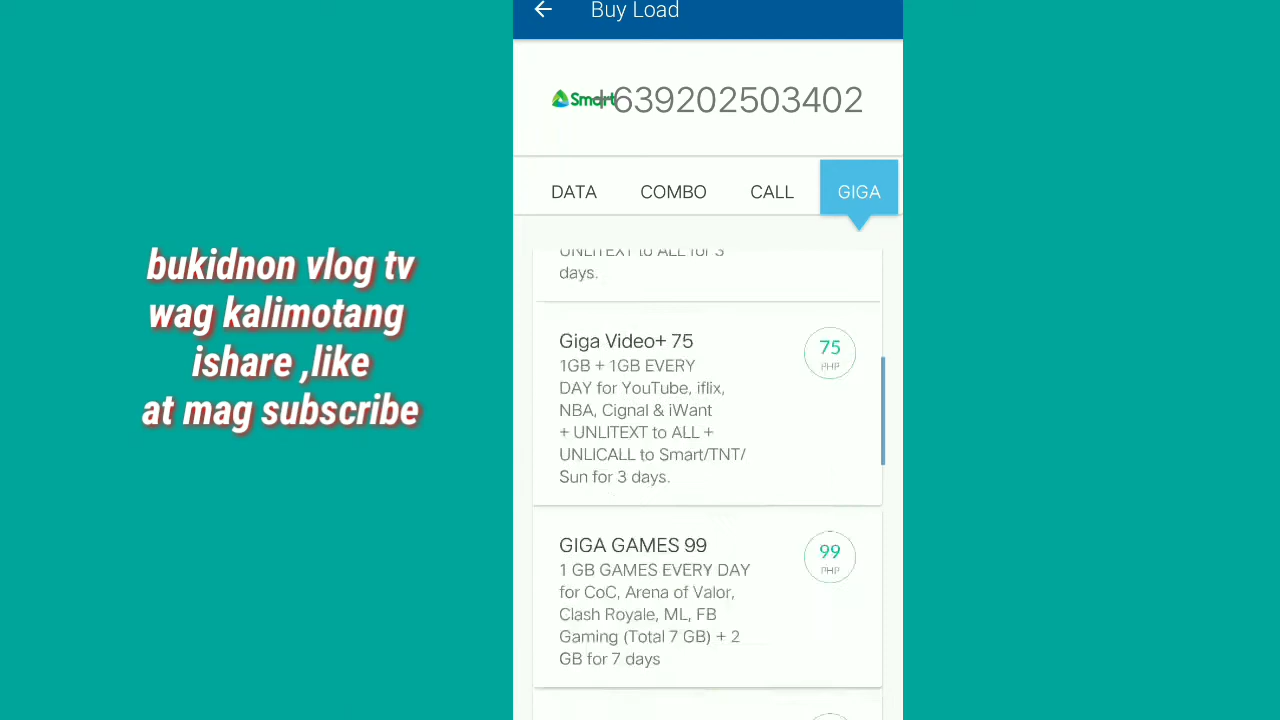 Buy Load
Smart
+639202503402
DATA COMBO CALL GIGA
UNLITEXT to ALL for 3
days.
Giga Video+ 75
1GB + 1GB EVERY
DAY for YouTube, iflix,
NBA, Cignal & iWant
+ UNLITEXT to ALL +
UNLICALL to Smart/TNT/
Sun for 3 days.
75
PHP
GIGA GAMES 99
1 GB GAMES EVERY DAY
for CoC, Arena of Valor,
Clash Royale, ML, FB
Gaming (Total 7 GB) + 2
GB for 7 days
99
PHP
bukidnon vlog tv
wag kalimotang
ishare ,like
at mag subscribe